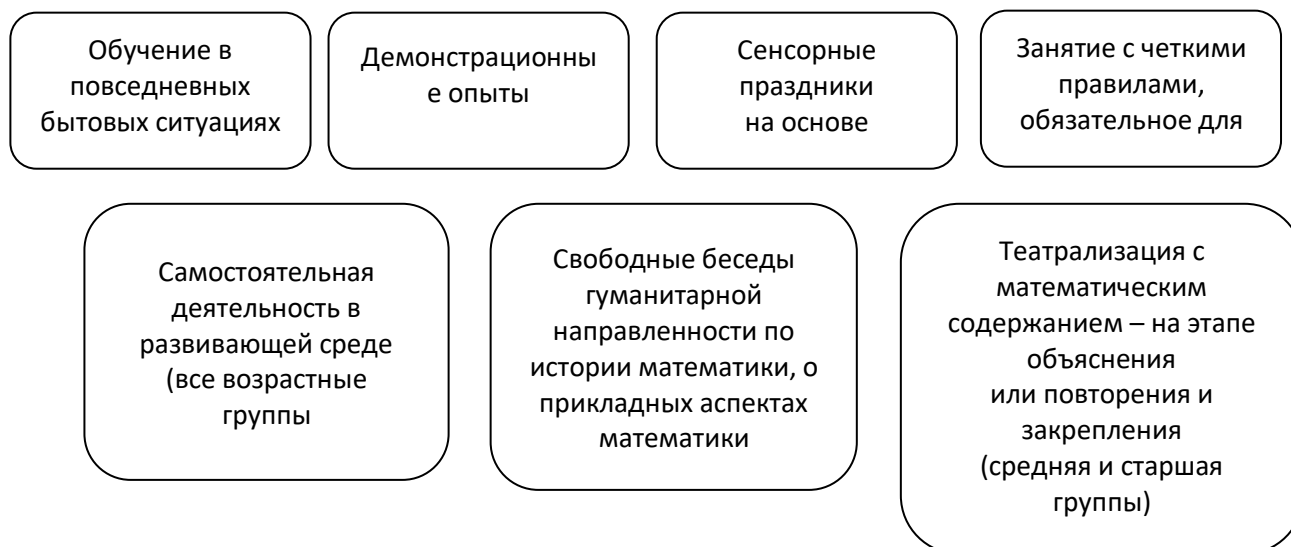 Обучение в
повседневных
бытовых ситуациях
Демонстрационны
е опыты
Сенсорные
праздники
на основе
Занятие с четкими
правилами,
обязательное для
Самостоятельная
деятельность в
развивающей среде
(все возрастные
группы
Свободные беседы
гуманитарной
направленности по
истории математики, о
прикладных аспектах
математики
Театрализация с
математическим
содержанием – на этапе
объяснения
или повторения и
закрепления
(средняя и старшая
группы)